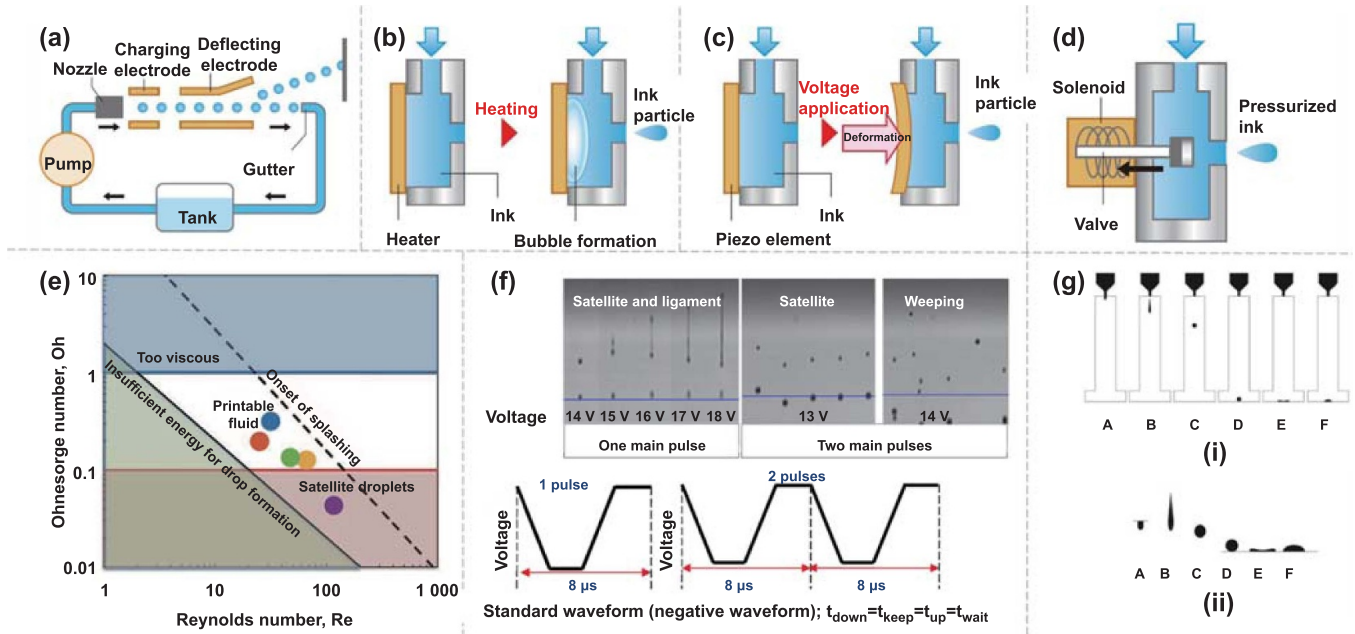 (a)
Charging
electrode
Deflecting
electrode
Nozzle
Pump
Gutter
Tank
(b)
Heating
Ink
particle
Ink
Heater
Bubble formation
(c)
Voltage
application
Deformation
Ink
particle
Ink
Piezo element
(d)
Solenoid
Pressurized
ink
Valve
(e)
Ohnesorge number, Oh
10
1
0.1
0.01
Too viscous
Insufficient energy for drop formation
Onset of splashing
Printable
fluid
Satellite droplets
1
10
100
1 000
Reynolds number, Re
(f)
Satellite and ligament
Satellite
Weeping
Voltage
14 V 15 V 16 V 17 V 18 V
13 V
14 V
One main pulse
Two main pulses
1 pulse
2 pulses
Voltage
Voltage
8 µs
8 µs
8 µs
Standard waveform (negative waveform); tdown=tkeep=tup=twait
(g)
A B C D E F
(i)
A B C D E F
(ii)